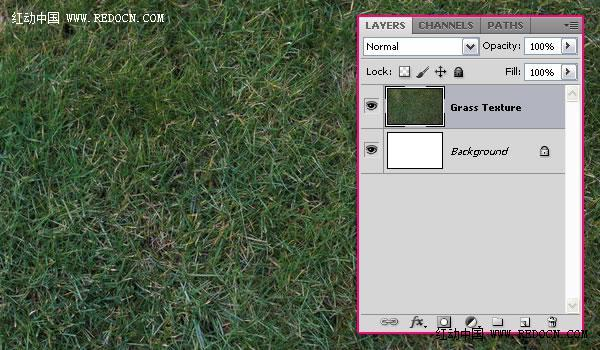 红动中国 WWW.REDOCN.COM
LAYERS CHANNELS PATHS
Normal Opacity: 100%
Lock: Fill: 100%
Grass Texture
Background
fx.
红动中国 WWW.REDOCN.COM